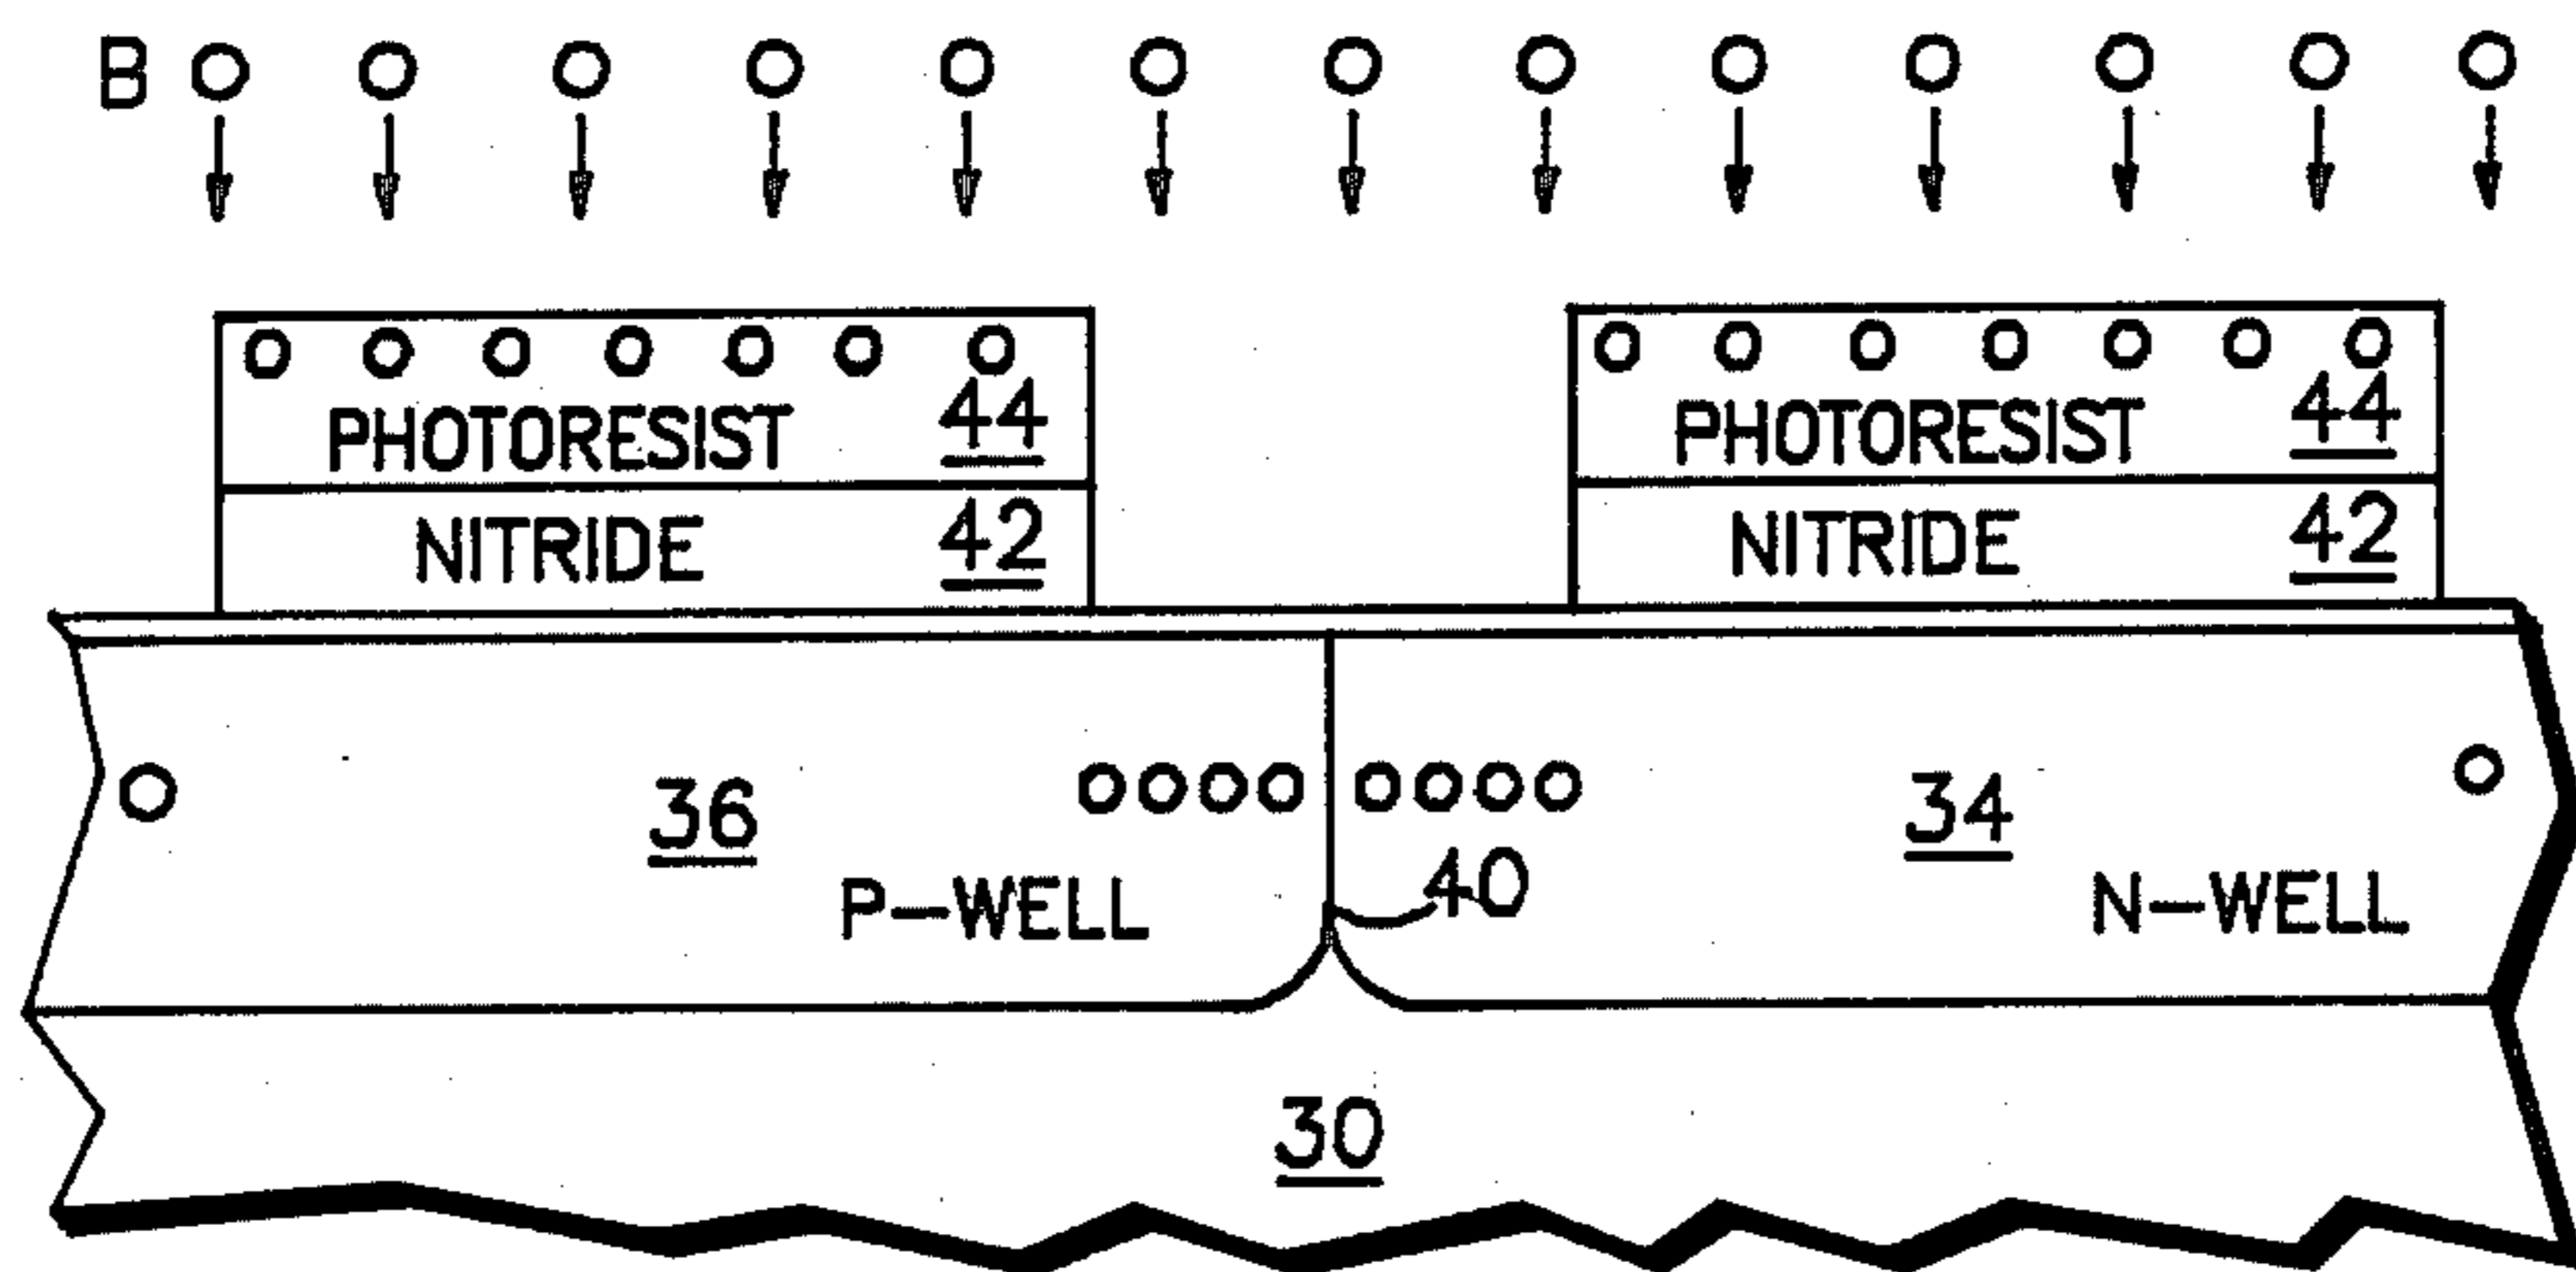 B
PHOTORESIST 44 PHOTORESIST 44
NITRIDE 42 NITRIDE 42
36 34
40
P-WELL N-WELL
30